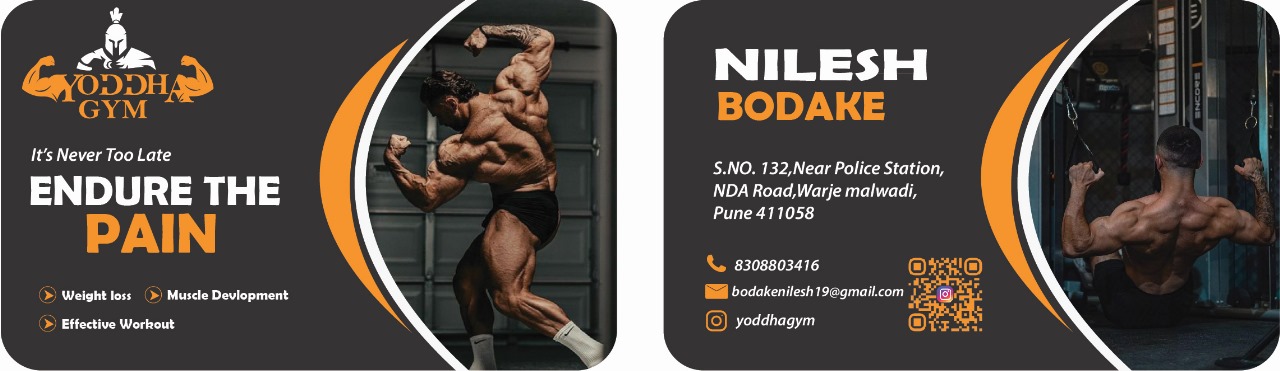 YODDHA
GYM
It's Never Too Late
ENDURE THE
PAIN
Weight loss
Muscle Devlopment
Effective Workout
NILESH
BODAKE
S.NO. 132,Near Police Station,
NDA Road,Warje malwadi,
Pune 411058
8308803416
bodakenilesh19@gmail.com
yoddhagym
ENCORE